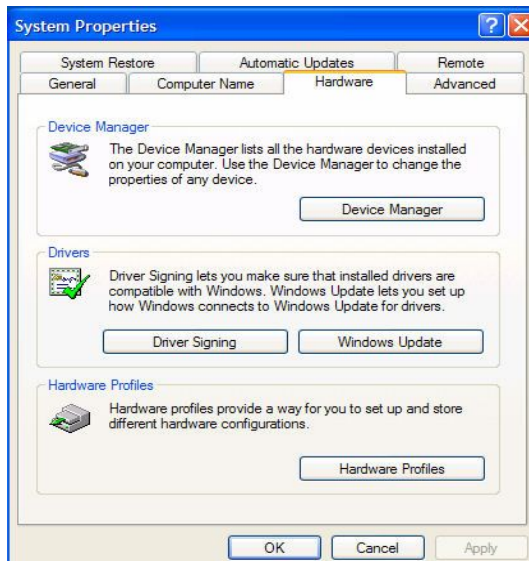 System Properties
System Restore Automatic Updates Remote
General Computer Name Hardware Advanced
Device Manager
The Device Manager lists all the hardware devices installed
on your computer. Use the Device Manager to change the
properties of any device.
Device Manager
Drivers
Driver Signing lets you make sure that installed drivers are
compatible with Windows. Windows Update lets you set up
how Windows connects to Windows Update for drivers.
Driver Signing Windows Update
Hardware Profiles
Hardware profiles provide a way for you to set up and store
different hardware configurations.
Hardware Profiles
OK Cancel Apply